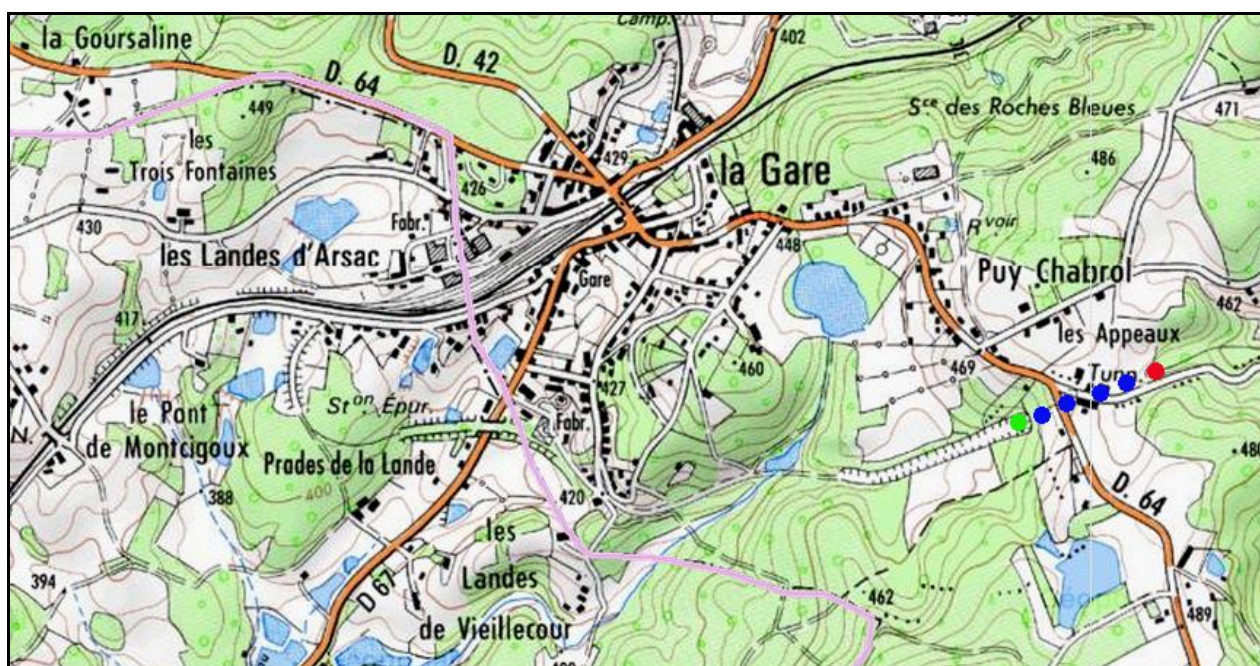 Camp.
la Goursaline
402
D. 42
D. 64
449
Sce des Roches Bleues
471
les
Trois Fontaines
429
la Gare
486
426
430
Fabr.
Rvoir
les Landes d'Arsac
448
Puy Chabrol
Gare
462
417
les Appeaux
460
469
Tunn
427
le Pont
de Montcigoux
Ston Épur.
N.
Fabr.
Prades de la Lande
480
400
388
420
D. 64
les
Landes
de Vieillecour
394
D 67
462
489